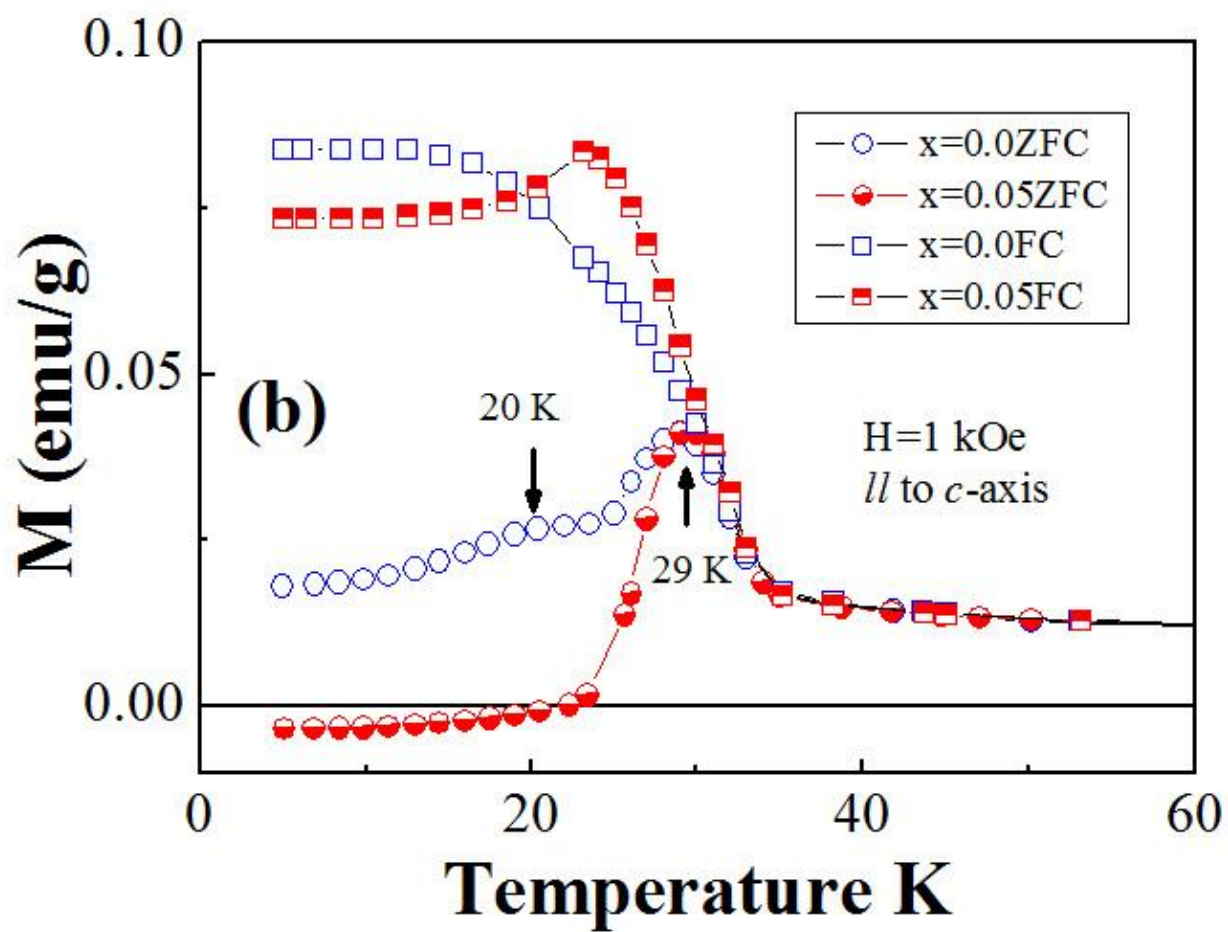 0.10
x=0.0ZFC
x=0.05ZFC
x=0.0FC
x=0.05FC
M (emu/g)
0.05
(b)
20 K
H=1 kOe
ll to c-axis
29 K
0.00
0
20
40
60
Temperature K